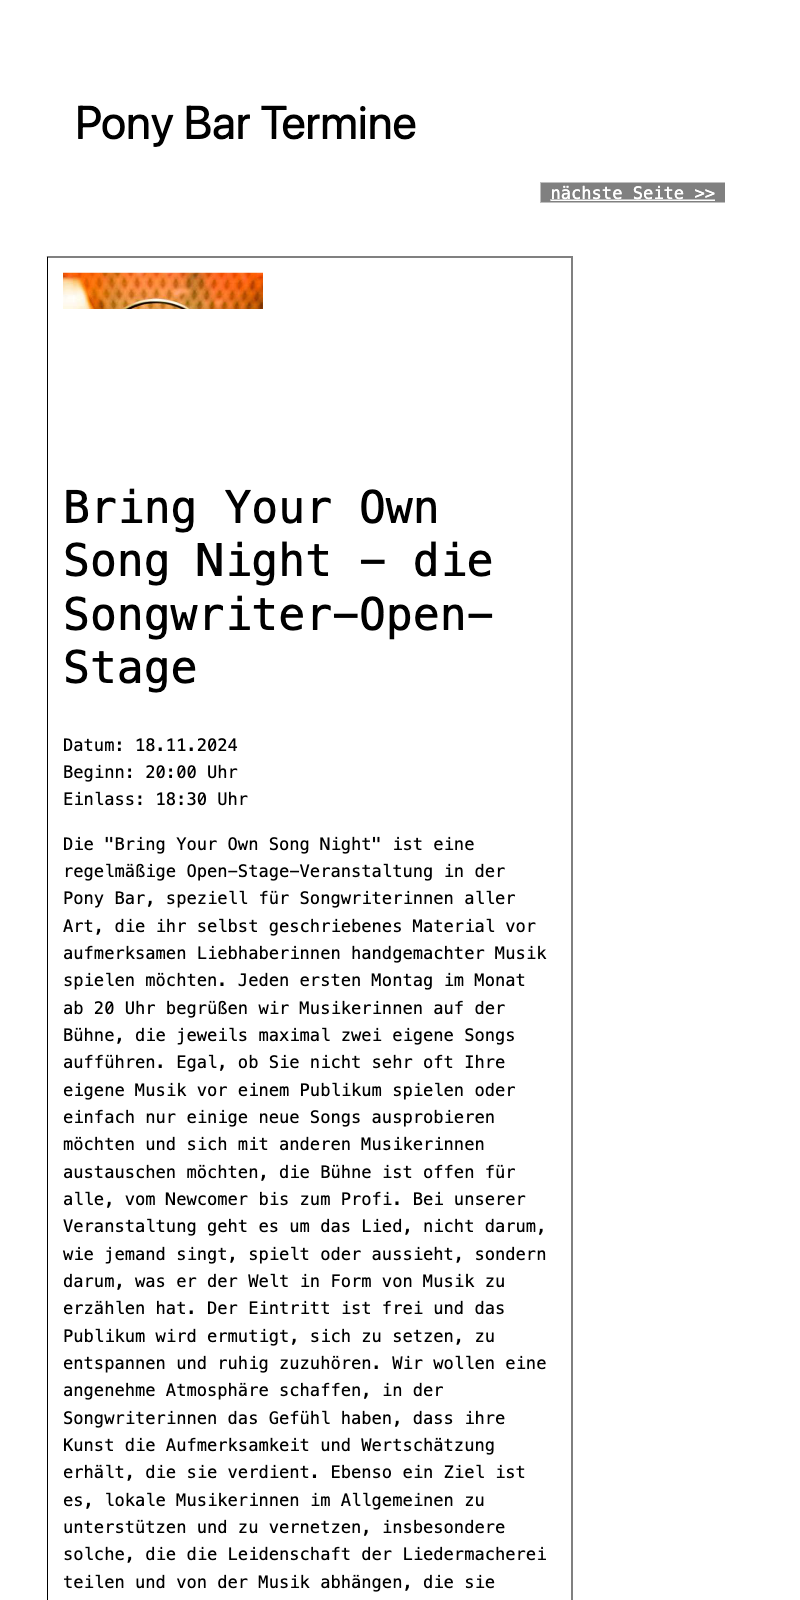 Pony Bar Termine
nächste Seite >>
Bring Your Own
Song Night – die
Songwriter-Open-
Stage
Datum: 18.11.2024
Beginn: 20:00 Uhr
Einlass: 18:30 Uhr
Die "Bring Your Own Song Night" ist eine
regelmäßige Open-Stage-Veranstaltung in der
Pony Bar, speziell für Songwriterinnen aller
Art, die ihr selbst geschriebenes Material vor
aufmerksamen Liebhaberinnen handgemachter Musik
spielen möchten. Jeden ersten Montag im Monat
ab 20 Uhr begrüßen wir Musikerinnen auf der
Bühne, die jeweils maximal zwei eigene Songs
aufführen. Egal, ob Sie nicht sehr oft Ihre
eigene Musik vor einem Publikum spielen oder
einfach nur einige neue Songs ausprobieren
möchten und sich mit anderen Musikerinnen
austauschen möchten, die Bühne ist offen für
alle, vom Newcomer bis zum Profi. Bei unserer
Veranstaltung geht es um das Lied, nicht darum,
wie jemand singt, spielt oder aussieht, sondern
darum, was er der Welt in Form von Musik zu
erzählen hat. Der Eintritt ist frei und das
Publikum wird ermutigt, sich zu setzen, zu
entspannen und ruhig zuzuhören. Wir wollen eine
angenehme Atmosphäre schaffen, in der
Songwriterinnen das Gefühl haben, dass ihre
Kunst die Aufmerksamkeit und Wertschätzung
erhält, die sie verdient. Ebenso ein Ziel ist
es, lokale Musikerinnen im Allgemeinen zu
unterstützen und zu vernetzen, insbesondere
solche, die die Leidenschaft der Liedermacherei
teilen und von der Musik abhängen, die sie